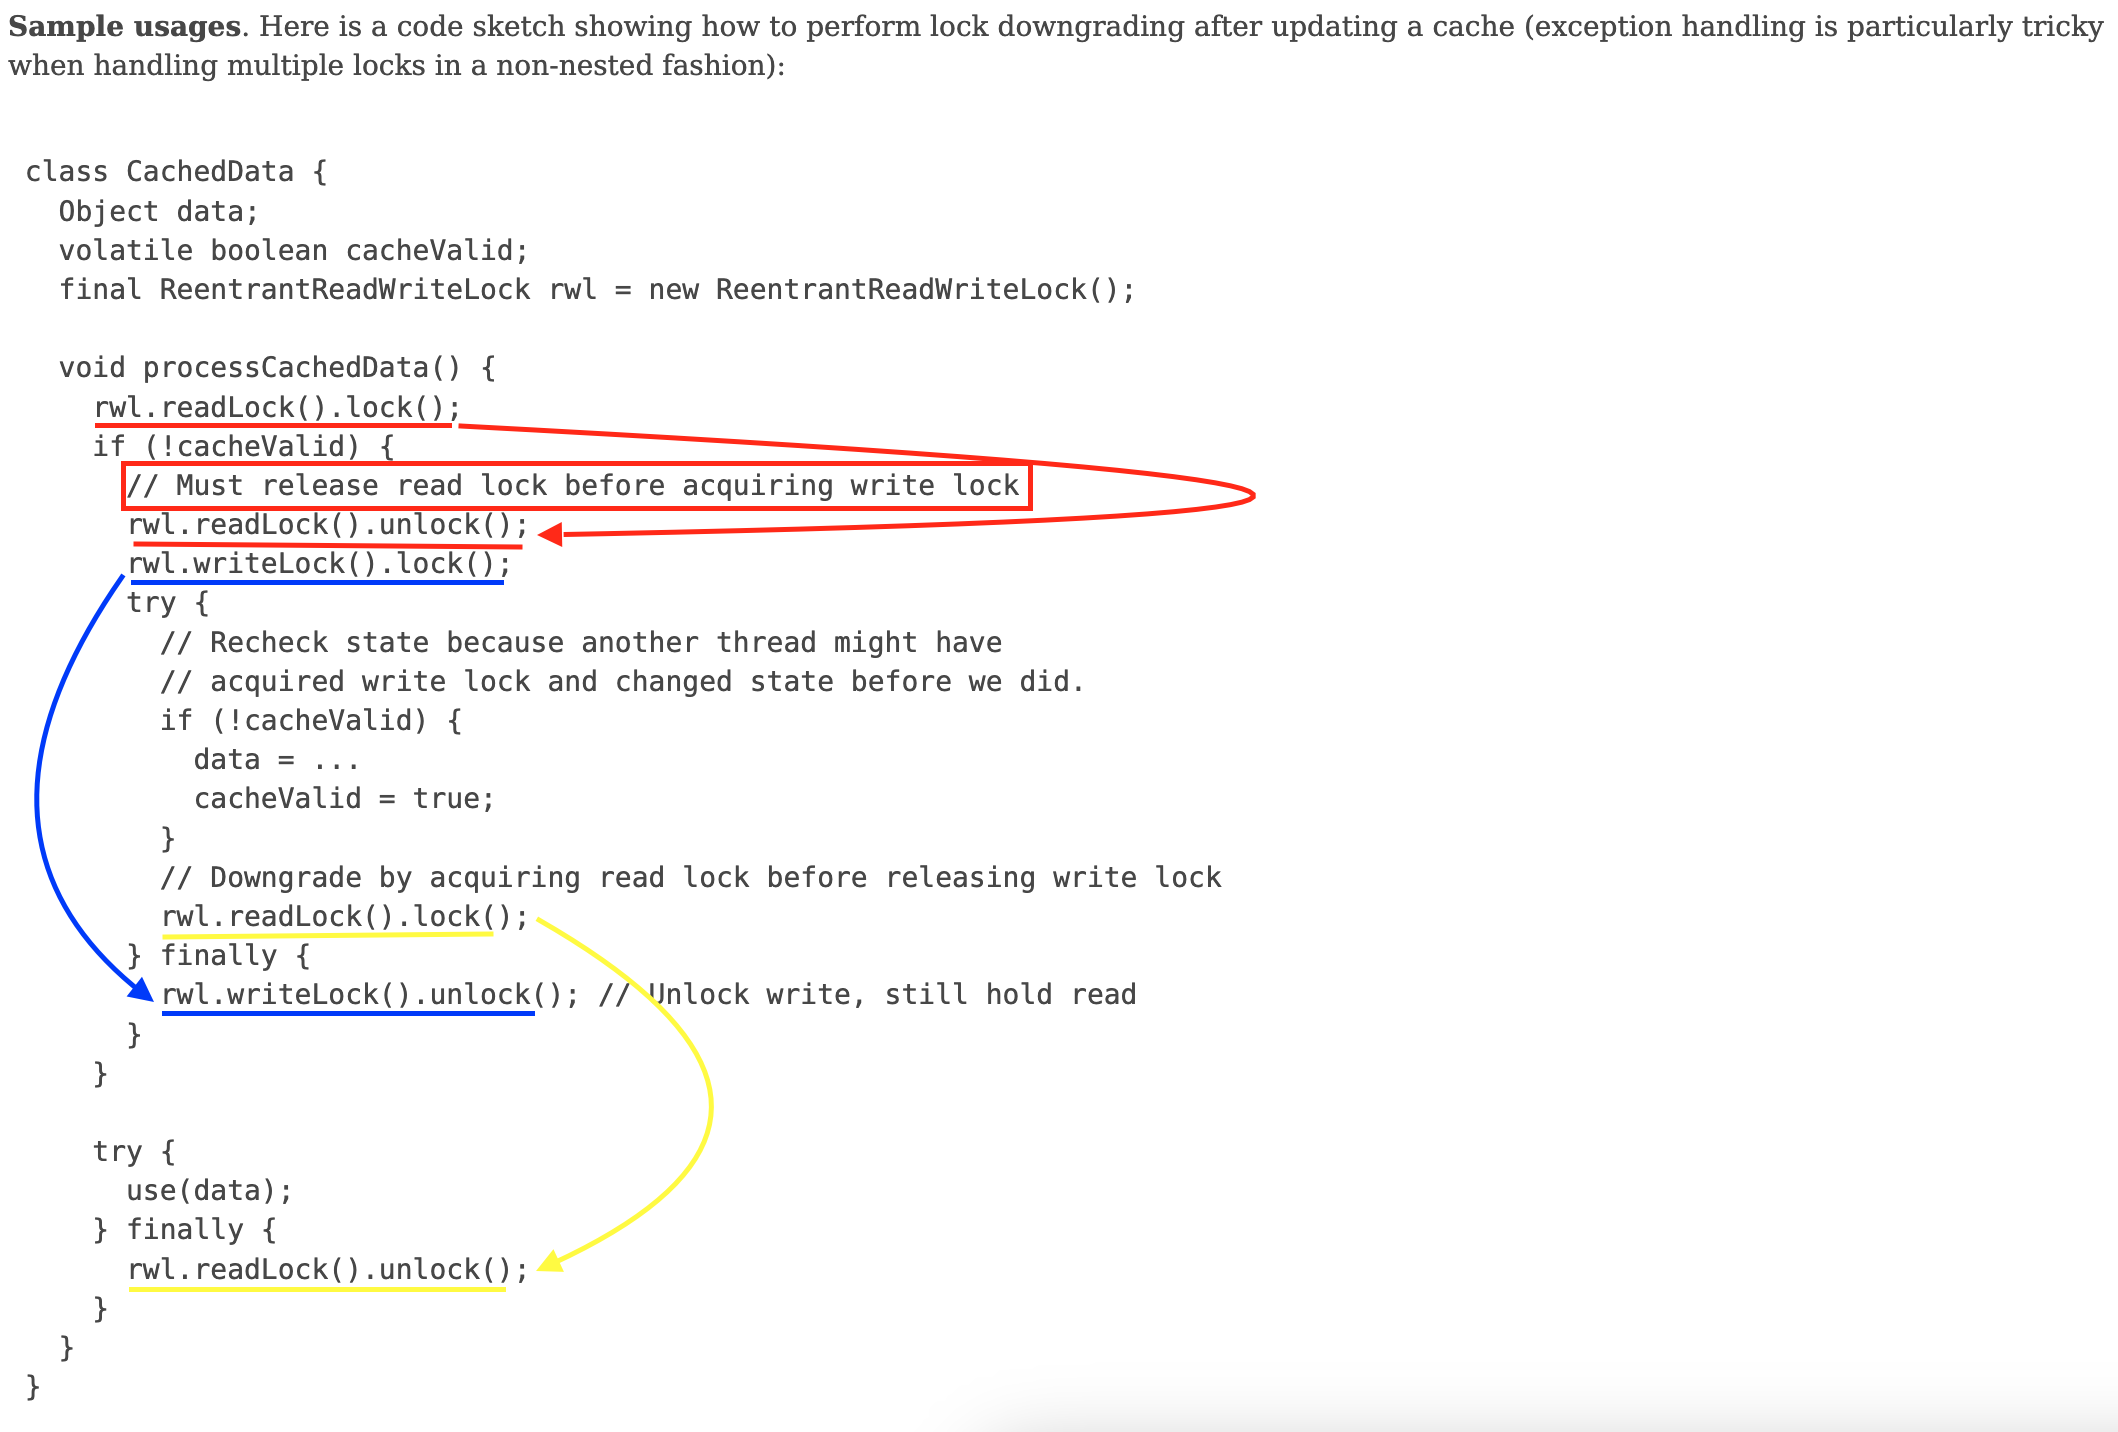 Sample usages. Here is a code sketch showing how to perform lock downgrading after updating a cache (exception handling is particularly tricky
when handling multiple locks in a non-nested fashion):
class CachedData {
  Object data;
  volatile boolean cacheValid;
  final ReentrantReadWriteLock rwl = new ReentrantReadWriteLock();
  void processCachedData() {
    rwl.readLock().lock();
    if (!cacheValid) {
      // Must release read lock before acquiring write lock
      rwl.readLock().unlock();
      rwl.writeLock().lock();
      try {
        // Recheck state because another thread might have
        // acquired write lock and changed state before we did.
        if (!cacheValid) {
          data = ...
          cacheValid = true;
        }
        // Downgrade by acquiring read lock before releasing write lock
        rwl.readLock().lock();
      } finally {
        rwl.writeLock().unlock(); // Unlock write, still hold read
      }
    }
    try {
      use(data);
    } finally {
      rwl.readLock().unlock();
    }
  }
}